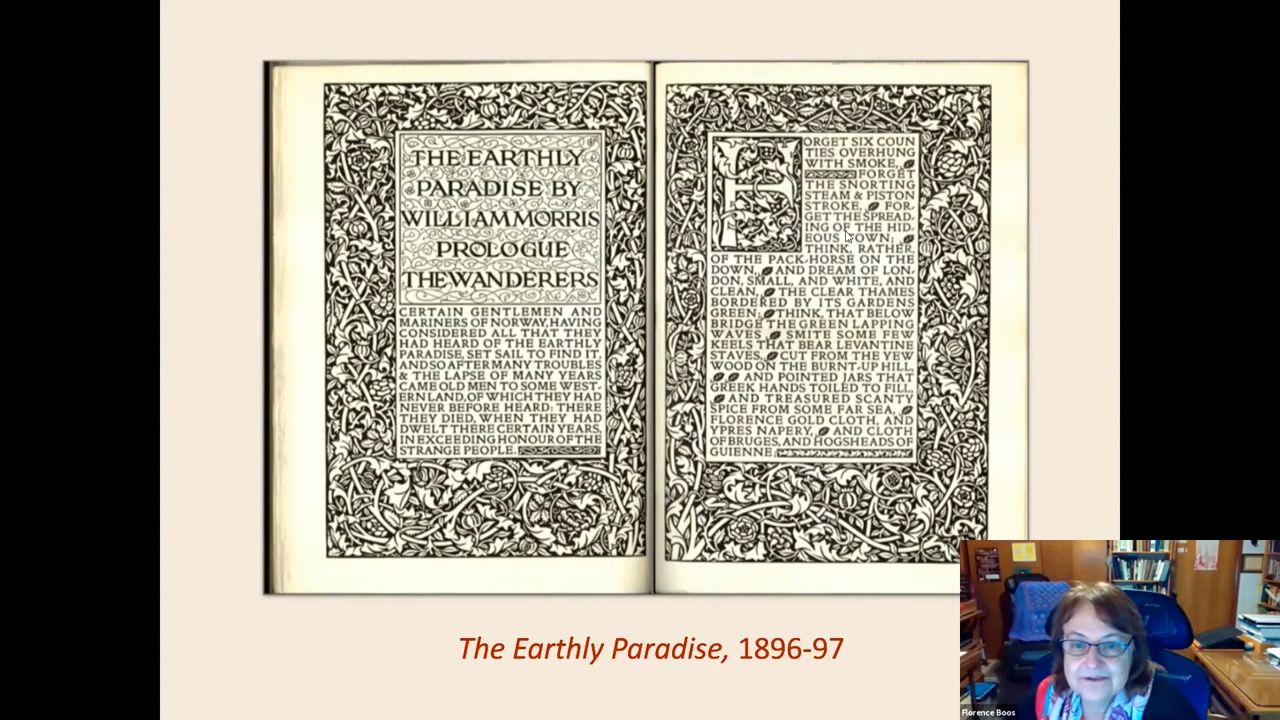 THE EARTHLY
PARADISE BY
WILLIAM MORRIS
PROLOGUE
THE WANDERERS
CERTAIN GENTLEMEN AND
MARINERS OF NORWAY, HAVING
CONSIDERED ALL THAT THEY
HAD HEARD OF THE EARTHLY
PARADISE, SET SAIL TO FIND IT,
AND SO AFTER MANY TROUBLES
& THE LAPSE OF MANY YEARS
CAME OLD MEN TO SOME WEST-
ERN LAND, OF WHICH THEY HAD
NEVER BEFORE HEARD: THERE
THEY DIED, WHEN THEY HAD
DWELT THERE CERTAIN YEARS,
IN EXCEEDING HONOUR OF THE
STRANGE PEOPLE.
FORGET SIX COUN
TIES OVERHUNG
WITH SMOKE,
FORGET
THE SNORTING
STEAM & PISTON
STROKE, FOR-
GET THE SPREAD-
ING OF THE HID-
EOUS TOWN;
THINK, RATHER,
OF THE PACK-HORSE ON THE
DOWN, AND DREAM OF LON-
DON, SMALL, AND WHITE, AND
CLEAN, THE CLEAR THAMES
BORDERED BY ITS GARDENS
GREEN; THINK, THAT BELOW
BRIDGE THE GREEN LAPPING
WAVES SMITE SOME FEW
KEELS THAT BEAR LEVANTINE
STAVES, CUT FROM THE YEW
WOOD ON THE BURNT-UP HILL,
AND POINTED JARS THAT
GREEK HANDS TOILED TO FILL,
AND TREASURED SCANTY
SPICE FROM SOME FAR SEA,
FLORENCE GOLD CLOTH, AND
YPRES NAPERY, AND CLOTH
OF BRUGES, AND HOGSHEADS OF
GUIENNE;
The Earthly Paradise, 1896-97
Florence Boos